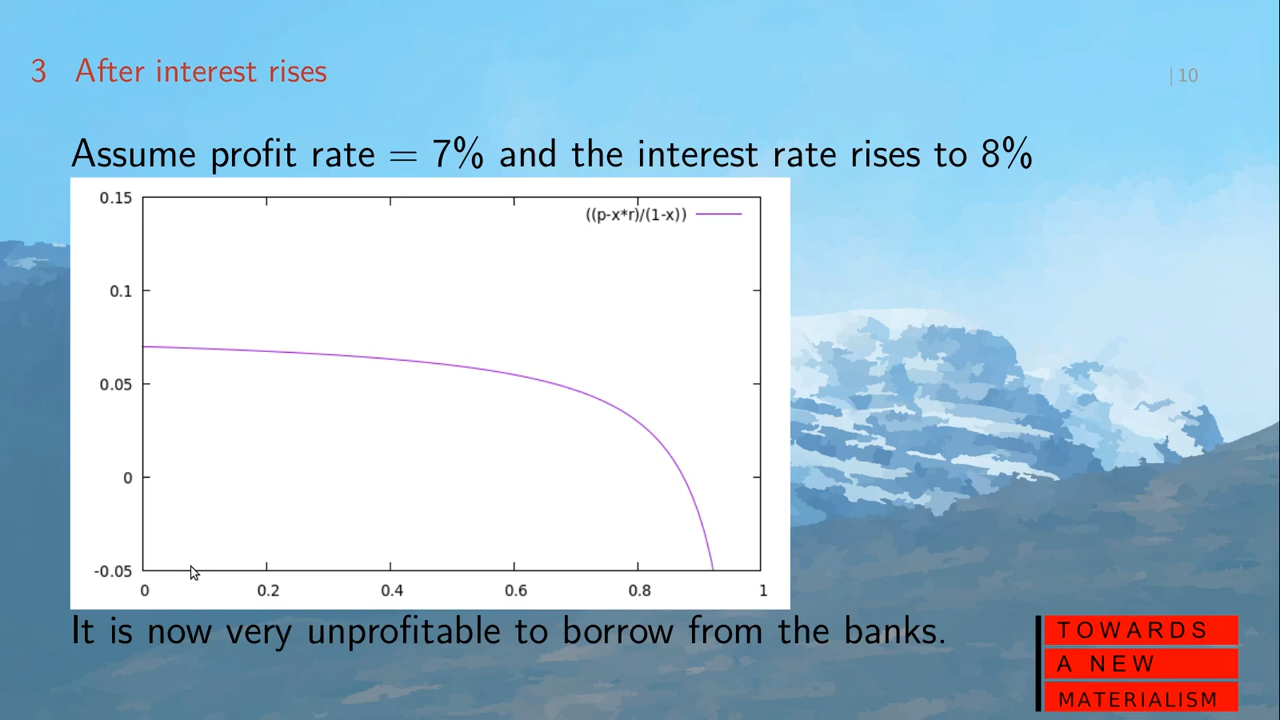 3 After interest rises
| 10
Assume profit rate = 7% and the interest rate rises to 8%
((p-x*r)/(1-x))
0.15
0.1
0.05
0
-0.05
0 0.2 0.4 0.6 0.8 1
It is now very unprofitable to borrow from the banks.
TOWARDS
A NEW
MATERIALISM